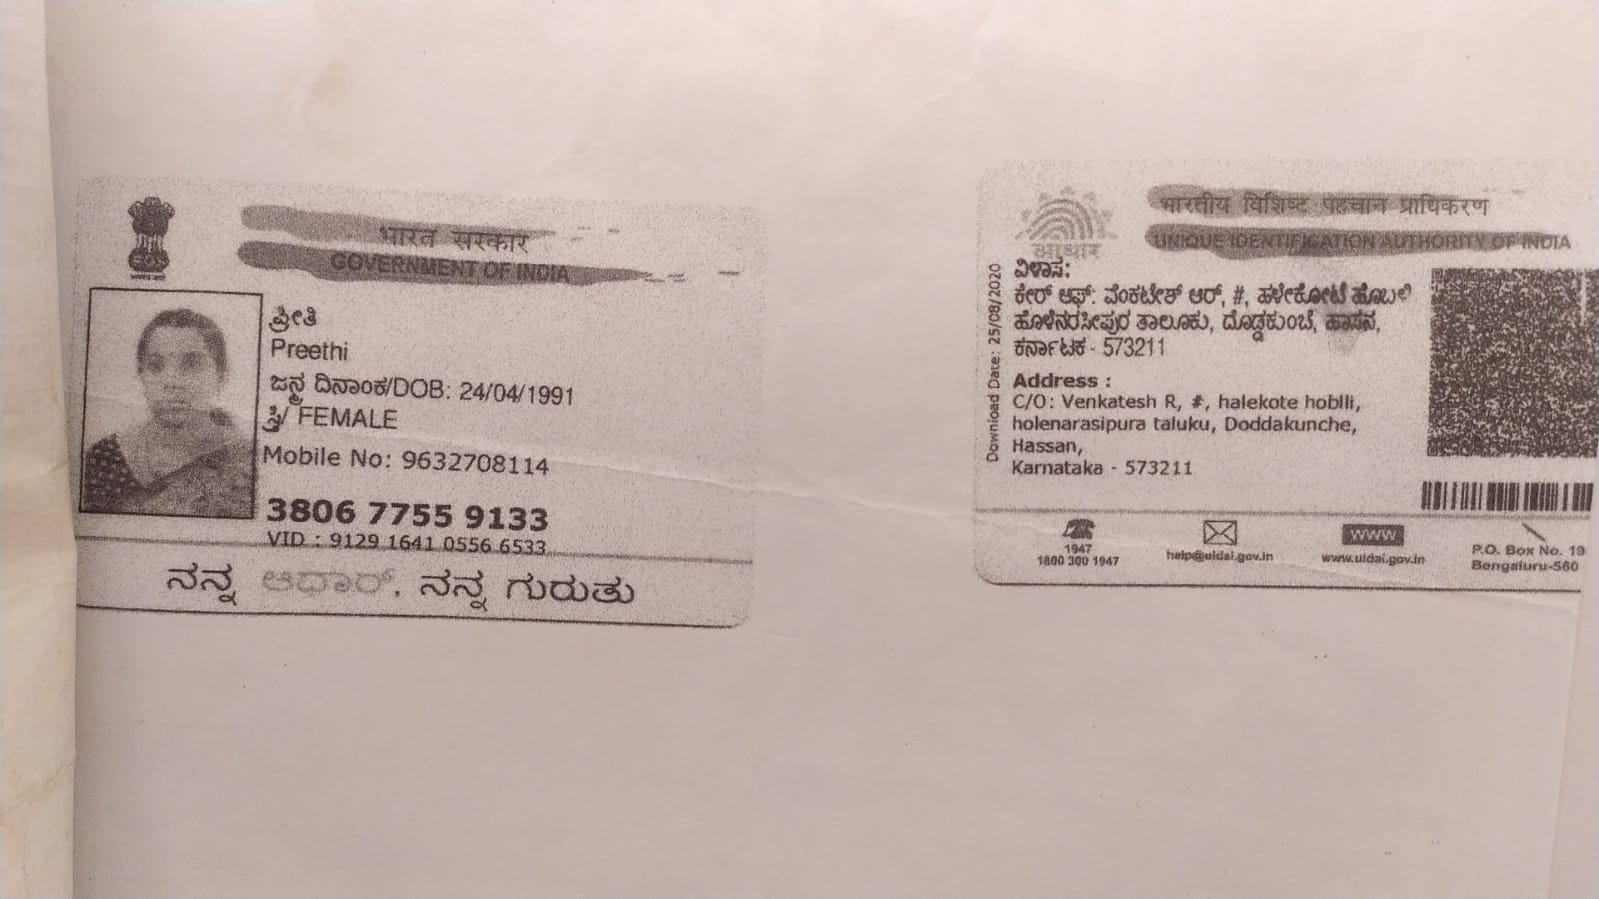 भारत सरकार
GOVERNMENT OF INDIA
ಪ್ರೀತಿ
Preethi
ಜನ್ಮ ದಿನಾಂಕ/DOB: 24/04/1991
ಸ್ತ್ರೀ/ FEMALE
Mobile No: 9632708114
3806 7755 9133
VID : 9129 1641 0556 6533
ನನ್ನ ಆಧಾರ್, ನನ್ನ ಗುರುತು
भारतीय विशिष्ट पहचान प्राधिकरण
UNIQUE IDENTIFICATION AUTHORITY OF INDIA
आधार
Download Date: 25/08/2020
ವಿಳಾಸ:
ಕೇರ್ ಆಫ್: ವೆಂಕಟೇಶ್ ಆರ್, #, ಹಳೇಕೋಟೆ ಹೊಬಳಿ
ಹೊಳೆನರಸೀಪುರ ತಾಲೂಕು, ದೊಡ್ಡಕುಂಚೆ, ಹಾಸನ,
ಕರ್ನಾಟಕ - 573211
Address :
C/O: Venkatesh R, #, halekote hoblli,
holenarasipura taluku, Doddakunche,
Hassan,
Karnataka - 573211
1947
1800 300 1947
help@uidai.gov.in
www
www.uidai.gov.in
P.O. Box No. 19
Bengaluru-560